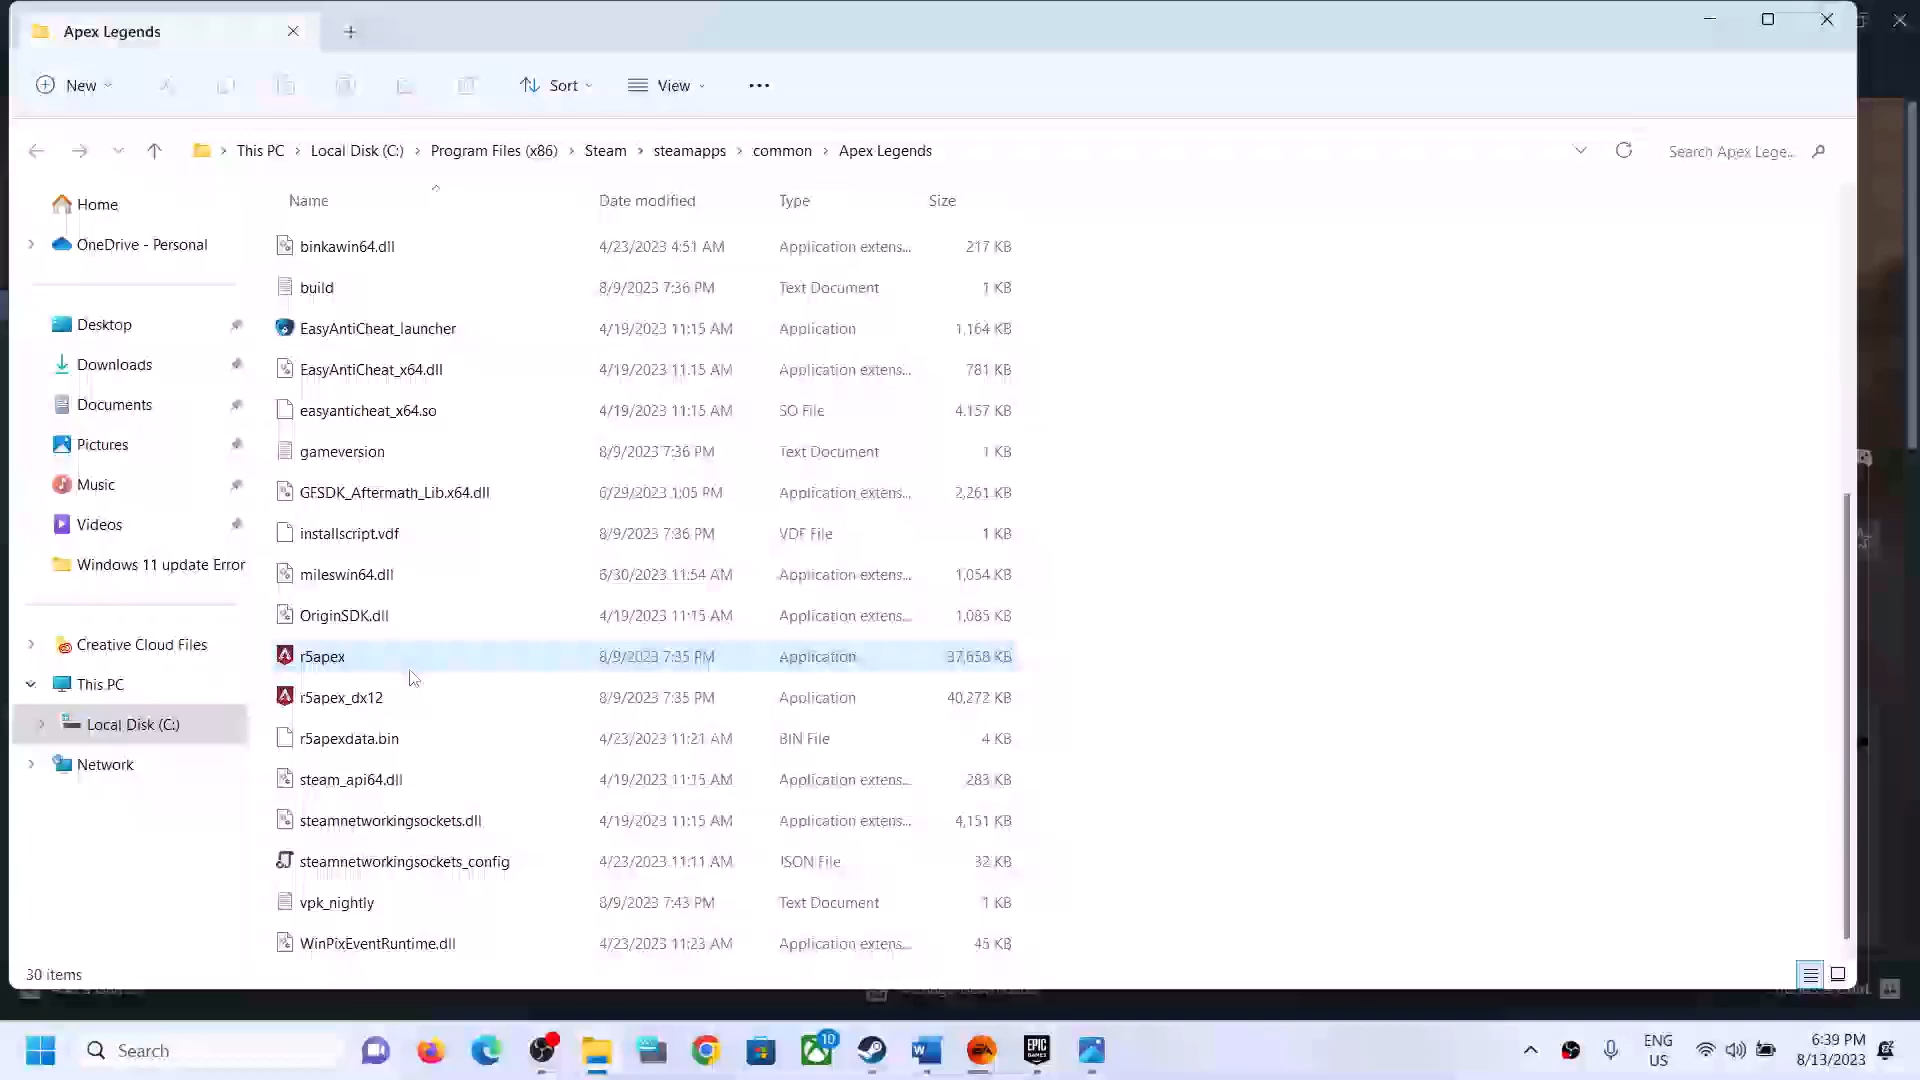 Apex Legends
New
Sort
View
This PC
Local Disk (C:)
Program Files (x86)
Steam
steamapps
common
Apex Legends
Search Apex Lege...
Name
Date modified
Type
Size
Home
OneDrive - Personal
Desktop
Downloads
Documents
Pictures
Music
Videos
Windows 11 update Error
Creative Cloud Files
This PC
Local Disk (C:)
Network
binkawin64.dll 4/23/2023 4:51 AM Application extens... 217 KB
build 8/9/2023 7:36 PM Text Document 1 KB
EasyAntiCheat_launcher 4/19/2023 11:15 AM Application 1,164 KB
EasyAntiCheat_x64.dll 4/19/2023 11:15 AM Application extens... 781 KB
easyanticheat_x64.so 4/19/2023 11:15 AM SO File 4,157 KB
gameversion 8/9/2023 7:36 PM Text Document 1 KB
GFSDK_Aftermath_Lib.x64.dll 6/29/2023 1:05 PM Application extens... 2,261 KB
installscript.vdf 8/9/2023 7:36 PM VDF File 1 KB
mileswin64.dll 6/30/2023 11:54 AM Application extens... 1,054 KB
OriginSDK.dll 4/19/2023 11:15 AM Application extens... 1,085 KB
r5apex 8/9/2023 7:35 PM Application 37,658 KB
r5apex_dx12 8/9/2023 7:35 PM Application 40,272 KB
r5apexdata.bin 4/23/2023 11:21 AM BIN File 4 KB
steam_api64.dll 4/19/2023 11:15 AM Application extens... 283 KB
steamnetworkingsockets.dll 4/19/2023 11:15 AM Application extens... 4,151 KB
steamnetworkingsockets_config 4/23/2023 11:11 AM JSON File 32 KB
vpk_nightly 8/9/2023 7:43 PM Text Document 1 KB
WinPixEventRuntime.dll 4/23/2023 11:23 AM Application extens... 45 KB
30 items
Search
10
EPIC
GAMES
ENG
US
6:39 PM
8/13/2023